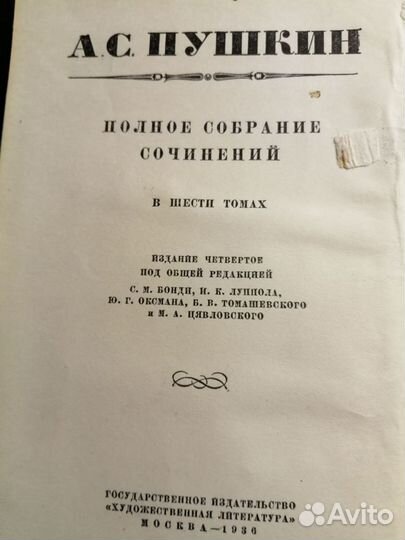 А.С. ПУШКИН
ПОЛНОЕ СОБРАНИЕ
СОЧИНЕНИЙ
В ШЕСТИ ТОМАХ
ИЗДАНИЕ ЧЕТВЕРТОЕ
ПОД ОБЩЕЙ РЕДАКЦИЕЙ
С. М. БОНДИ, И. К. ЛУППОЛА,
Ю. Г. ОКСМАНА, Б. В. ТОМАШЕВСКОГО
и М. А. ЦЯВЛОВСКОГО
ГОСУДАРСТВЕННОЕ ИЗДАТЕЛЬСТВО
«ХУДОЖЕСТВЕННАЯ ЛИТЕРАТУРА»
МОСКВА—1936
Avito